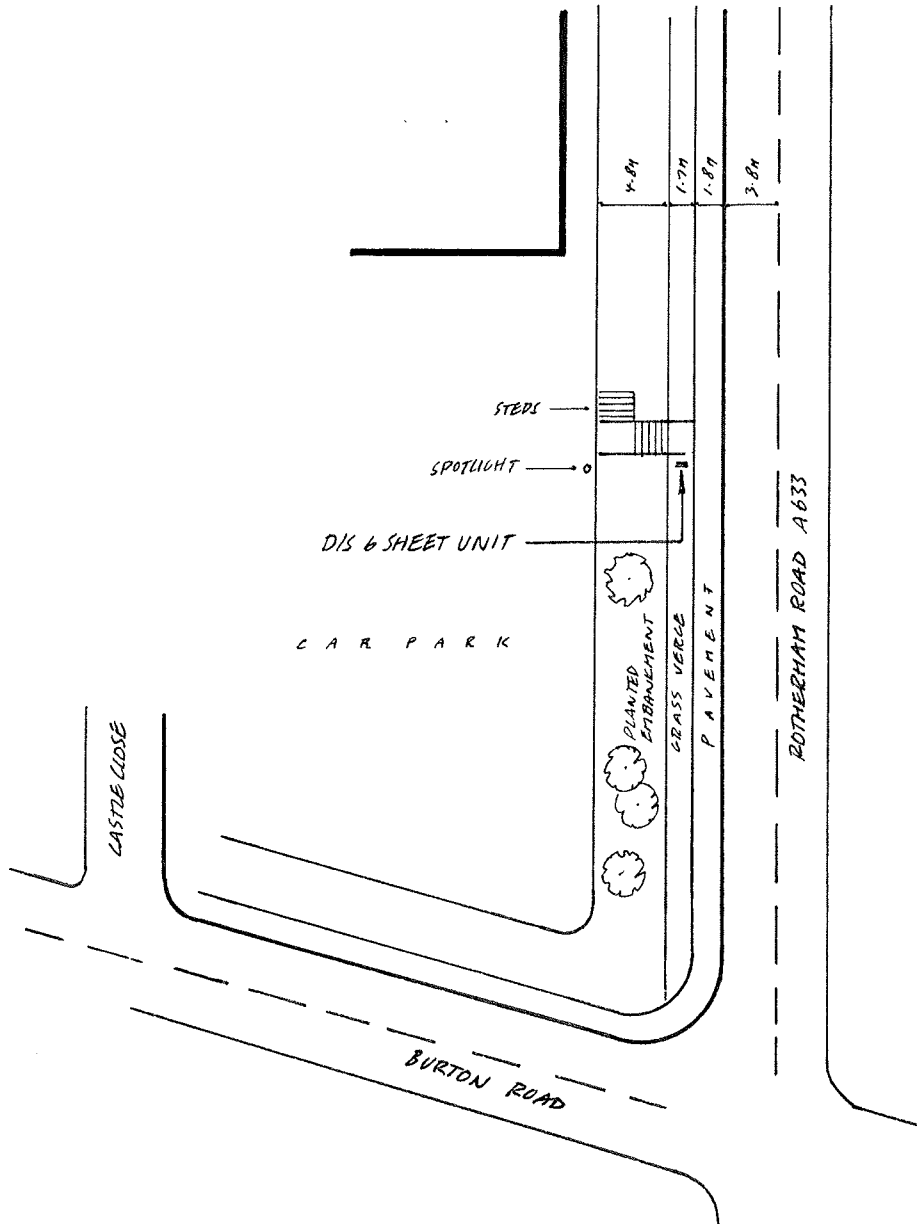 4.8M
1.7M
1.8M
3.8M
STEDS
SPOTLIGHT
D/S 6 SHEET UNIT
CAR PARK
PLANTED
EMBANKMENT
GRASS VERGE
PAVEMENT
ROTHERHAM ROAD A633
CASTLE CLOSE
BURTON ROAD